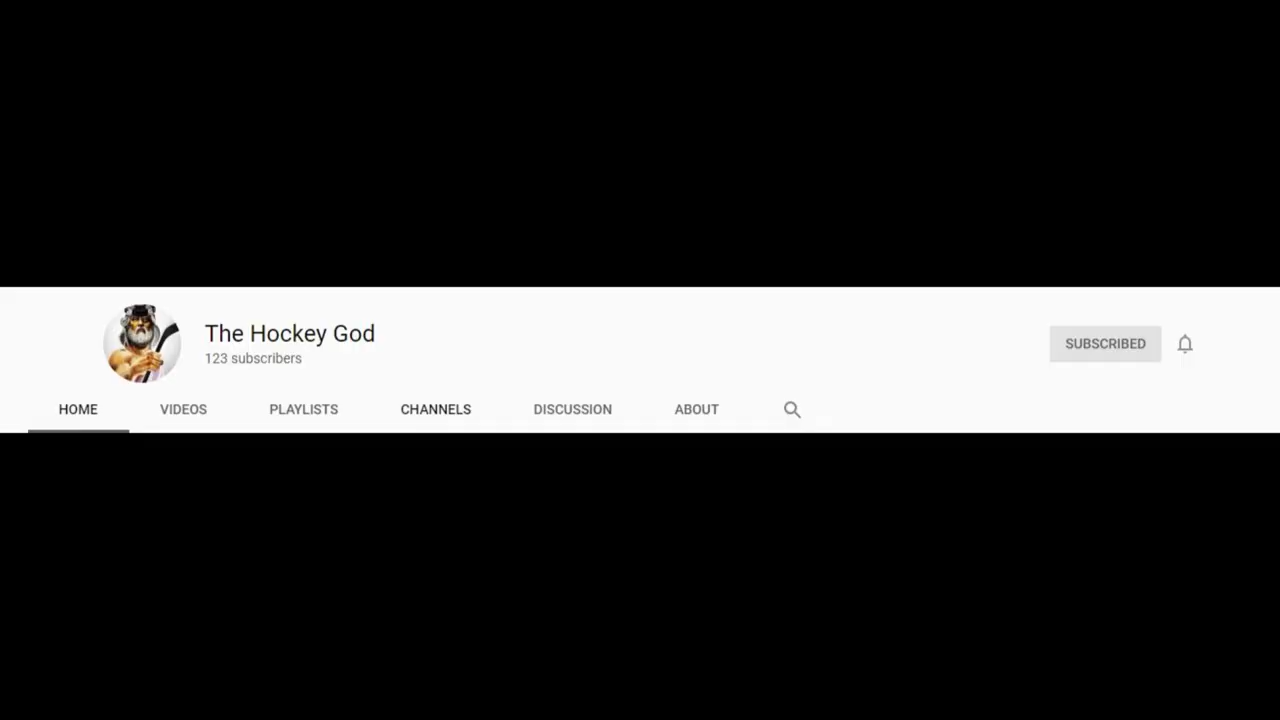 The Hockey God
123 subscribers
SUBSCRIBED
HOME VIDEOS PLAYLISTS CHANNELS DISCUSSION ABOUT